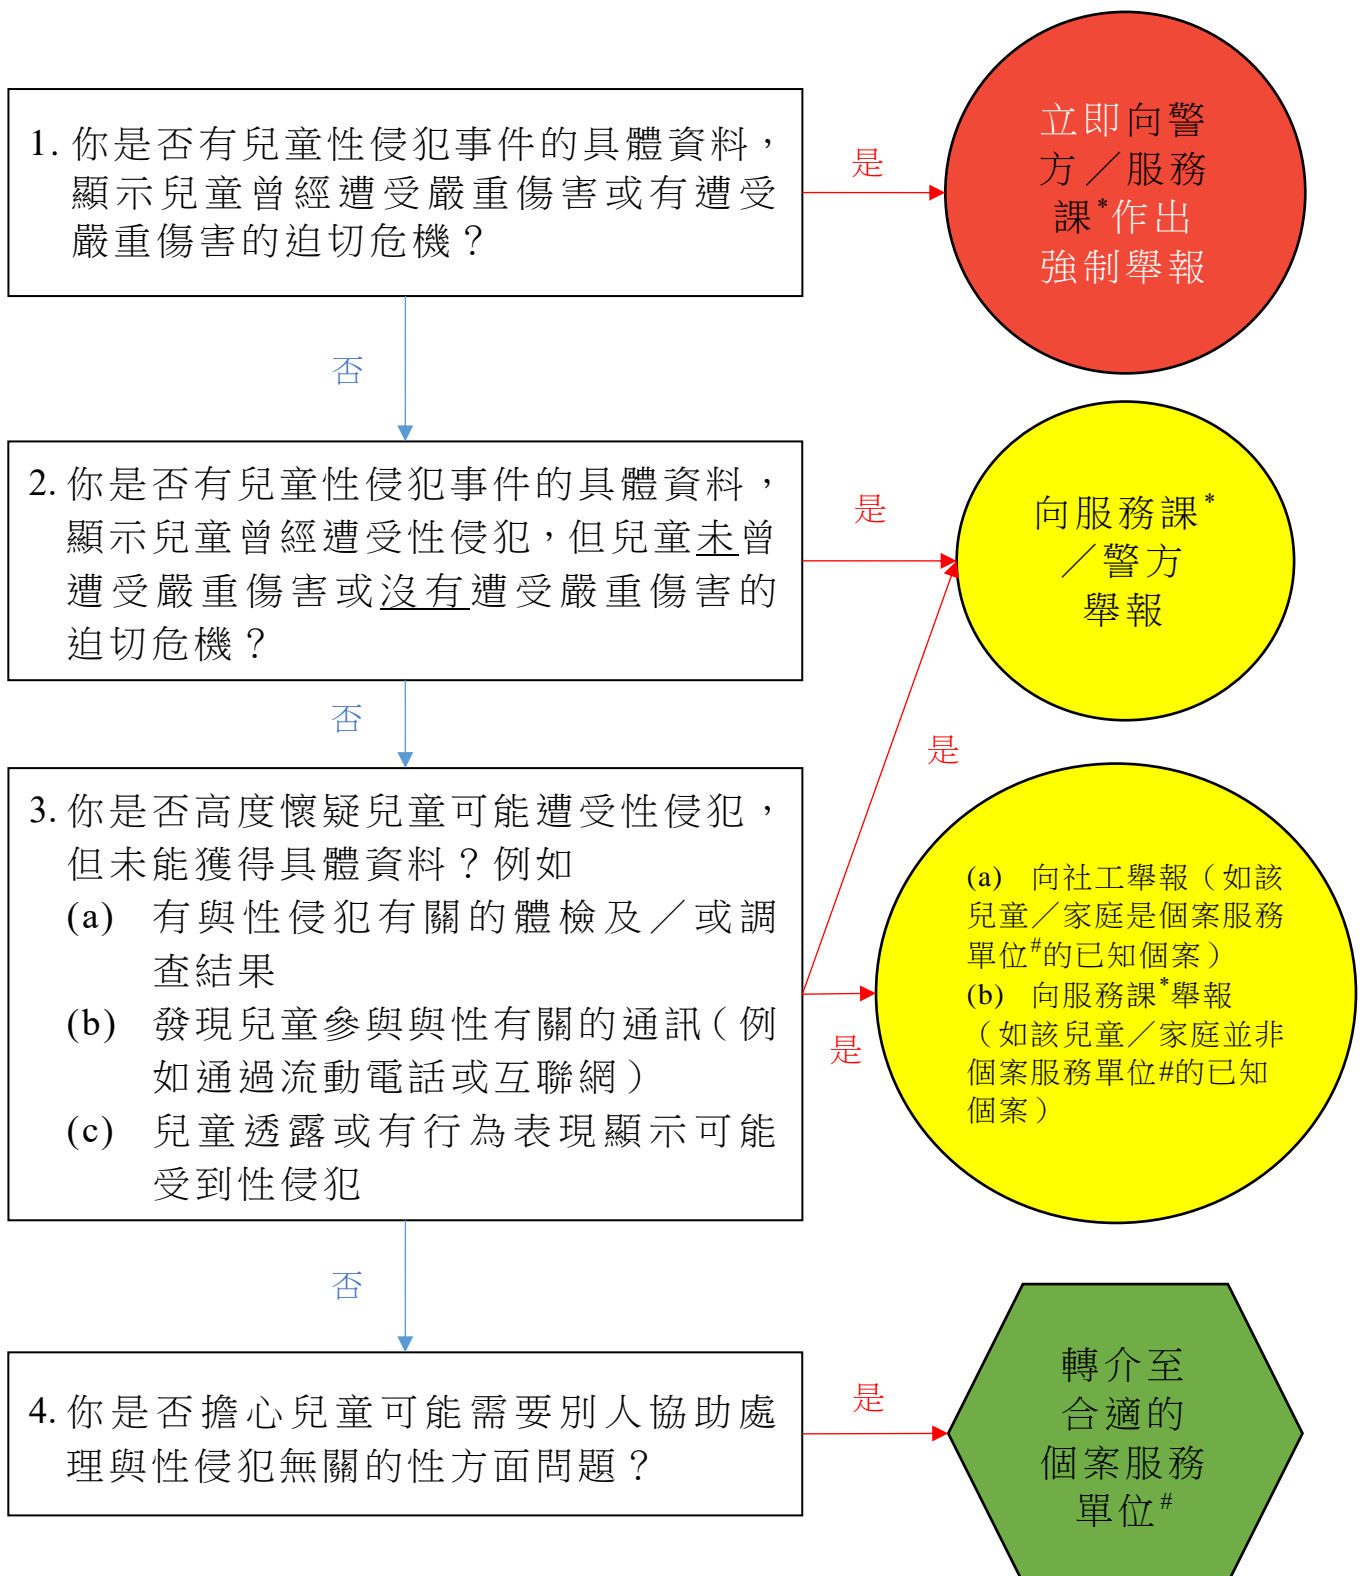 1. 你是否有兒童性侵犯事件的具體資料，
顯示兒童曾經遭受嚴重傷害或有遭受
嚴重傷害的迫切危機？
是
立即向警
方／服務
課*作出
強制舉報
否
2. 你是否有兒童性侵犯事件的具體資料，
顯示兒童曾經遭受性侵犯，但兒童未曾
遭受嚴重傷害或沒有遭受嚴重傷害的
迫切危機？
是
向服務課*
／警方
舉報
否
是
3. 你是否高度懷疑兒童可能遭受性侵犯，
但未能獲得具體資料？例如
(a) 有與性侵犯有關的體檢及／或調
查結果
(b) 發現兒童參與與性有關的通訊（例
如通過流動電話或互聯網）
(c) 兒童透露或有行為表現顯示可能
受到性侵犯
是
(a) 向社工舉報（如該
兒童／家庭是個案服務
單位#的已知個案）
(b) 向服務課*舉報
（如該兒童／家庭並非
個案服務單位#的已知
個案）
否
4. 你是否擔心兒童可能需要別人協助處
理與性侵犯無關的性方面問題？
是
轉介至
合適的
個案服務
單位#